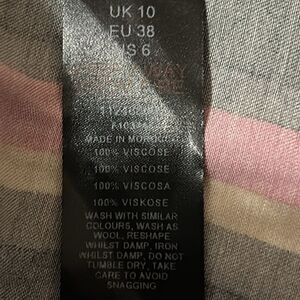 UK 10
EU 38
US 6
MADE IN MOROCCO
100% VISCOSE
100% VISCOSE
100% VISCOSA
100% VISKOSE
WASH WITH SIMILAR
COLOURS, WASH AS
WOOL, RESHAPE
WHILST DAMP, IRON
WHILST DAMP, DO NOT
TUMBLE DRY, TAKE
CARE TO AVOID
SNAGGING